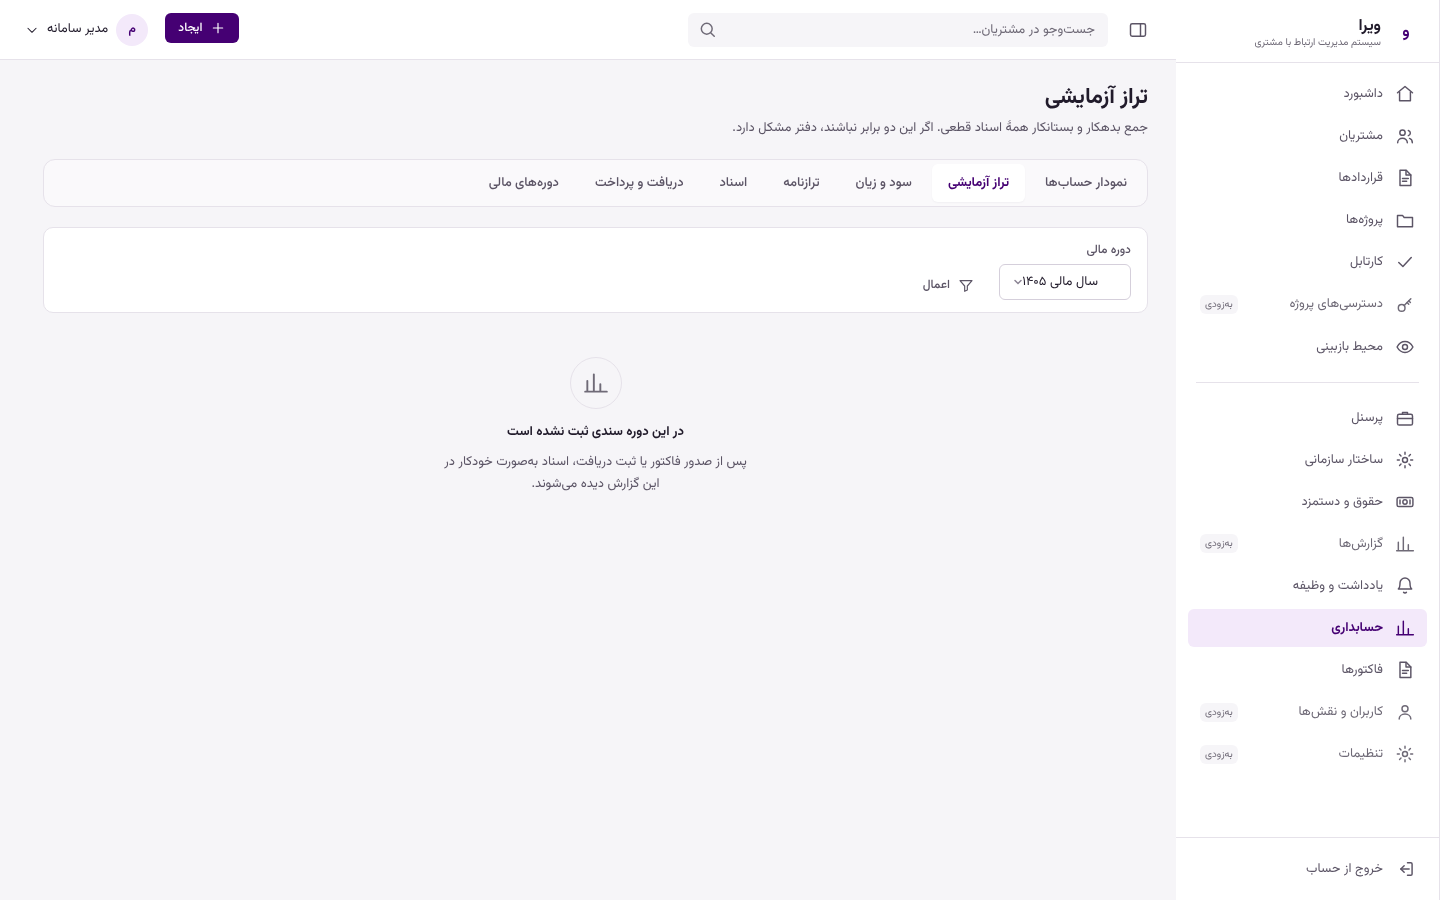 و
ویرا
سیستم مدیریت ارتباط با مشتری
داشبورد
مشتریان
قراردادها
پروژه‌ها
کارتابل
دسترسی‌های پروژه
به‌زودی
محیط بازبینی
پرسنل
ساختار سازمانی
حقوق و دستمزد
گزارش‌ها
به‌زودی
یادداشت و وظیفه
حسابداری
فاکتورها
کاربران و نقش‌ها
به‌زودی
تنظیمات
به‌زودی
خروج از حساب
جست‌وجو در مشتریان...
ایجاد
م
مدیر سامانه
تراز آزمایشی
جمع بدهکار و بستانکار همهٔ اسناد قطعی. اگر این دو برابر نباشند، دفتر مشکل دارد.
نمودار حساب‌ها
تراز آزمایشی
سود و زیان
ترازنامه
اسناد
دریافت و پرداخت
دوره‌های مالی
دوره مالی
سال مالی ۱۴۰۵
اعمال
در این دوره سندی ثبت نشده است
پس از صدور فاکتور یا ثبت دریافت، اسناد به‌صورت خودکار در
این گزارش دیده می‌شوند.